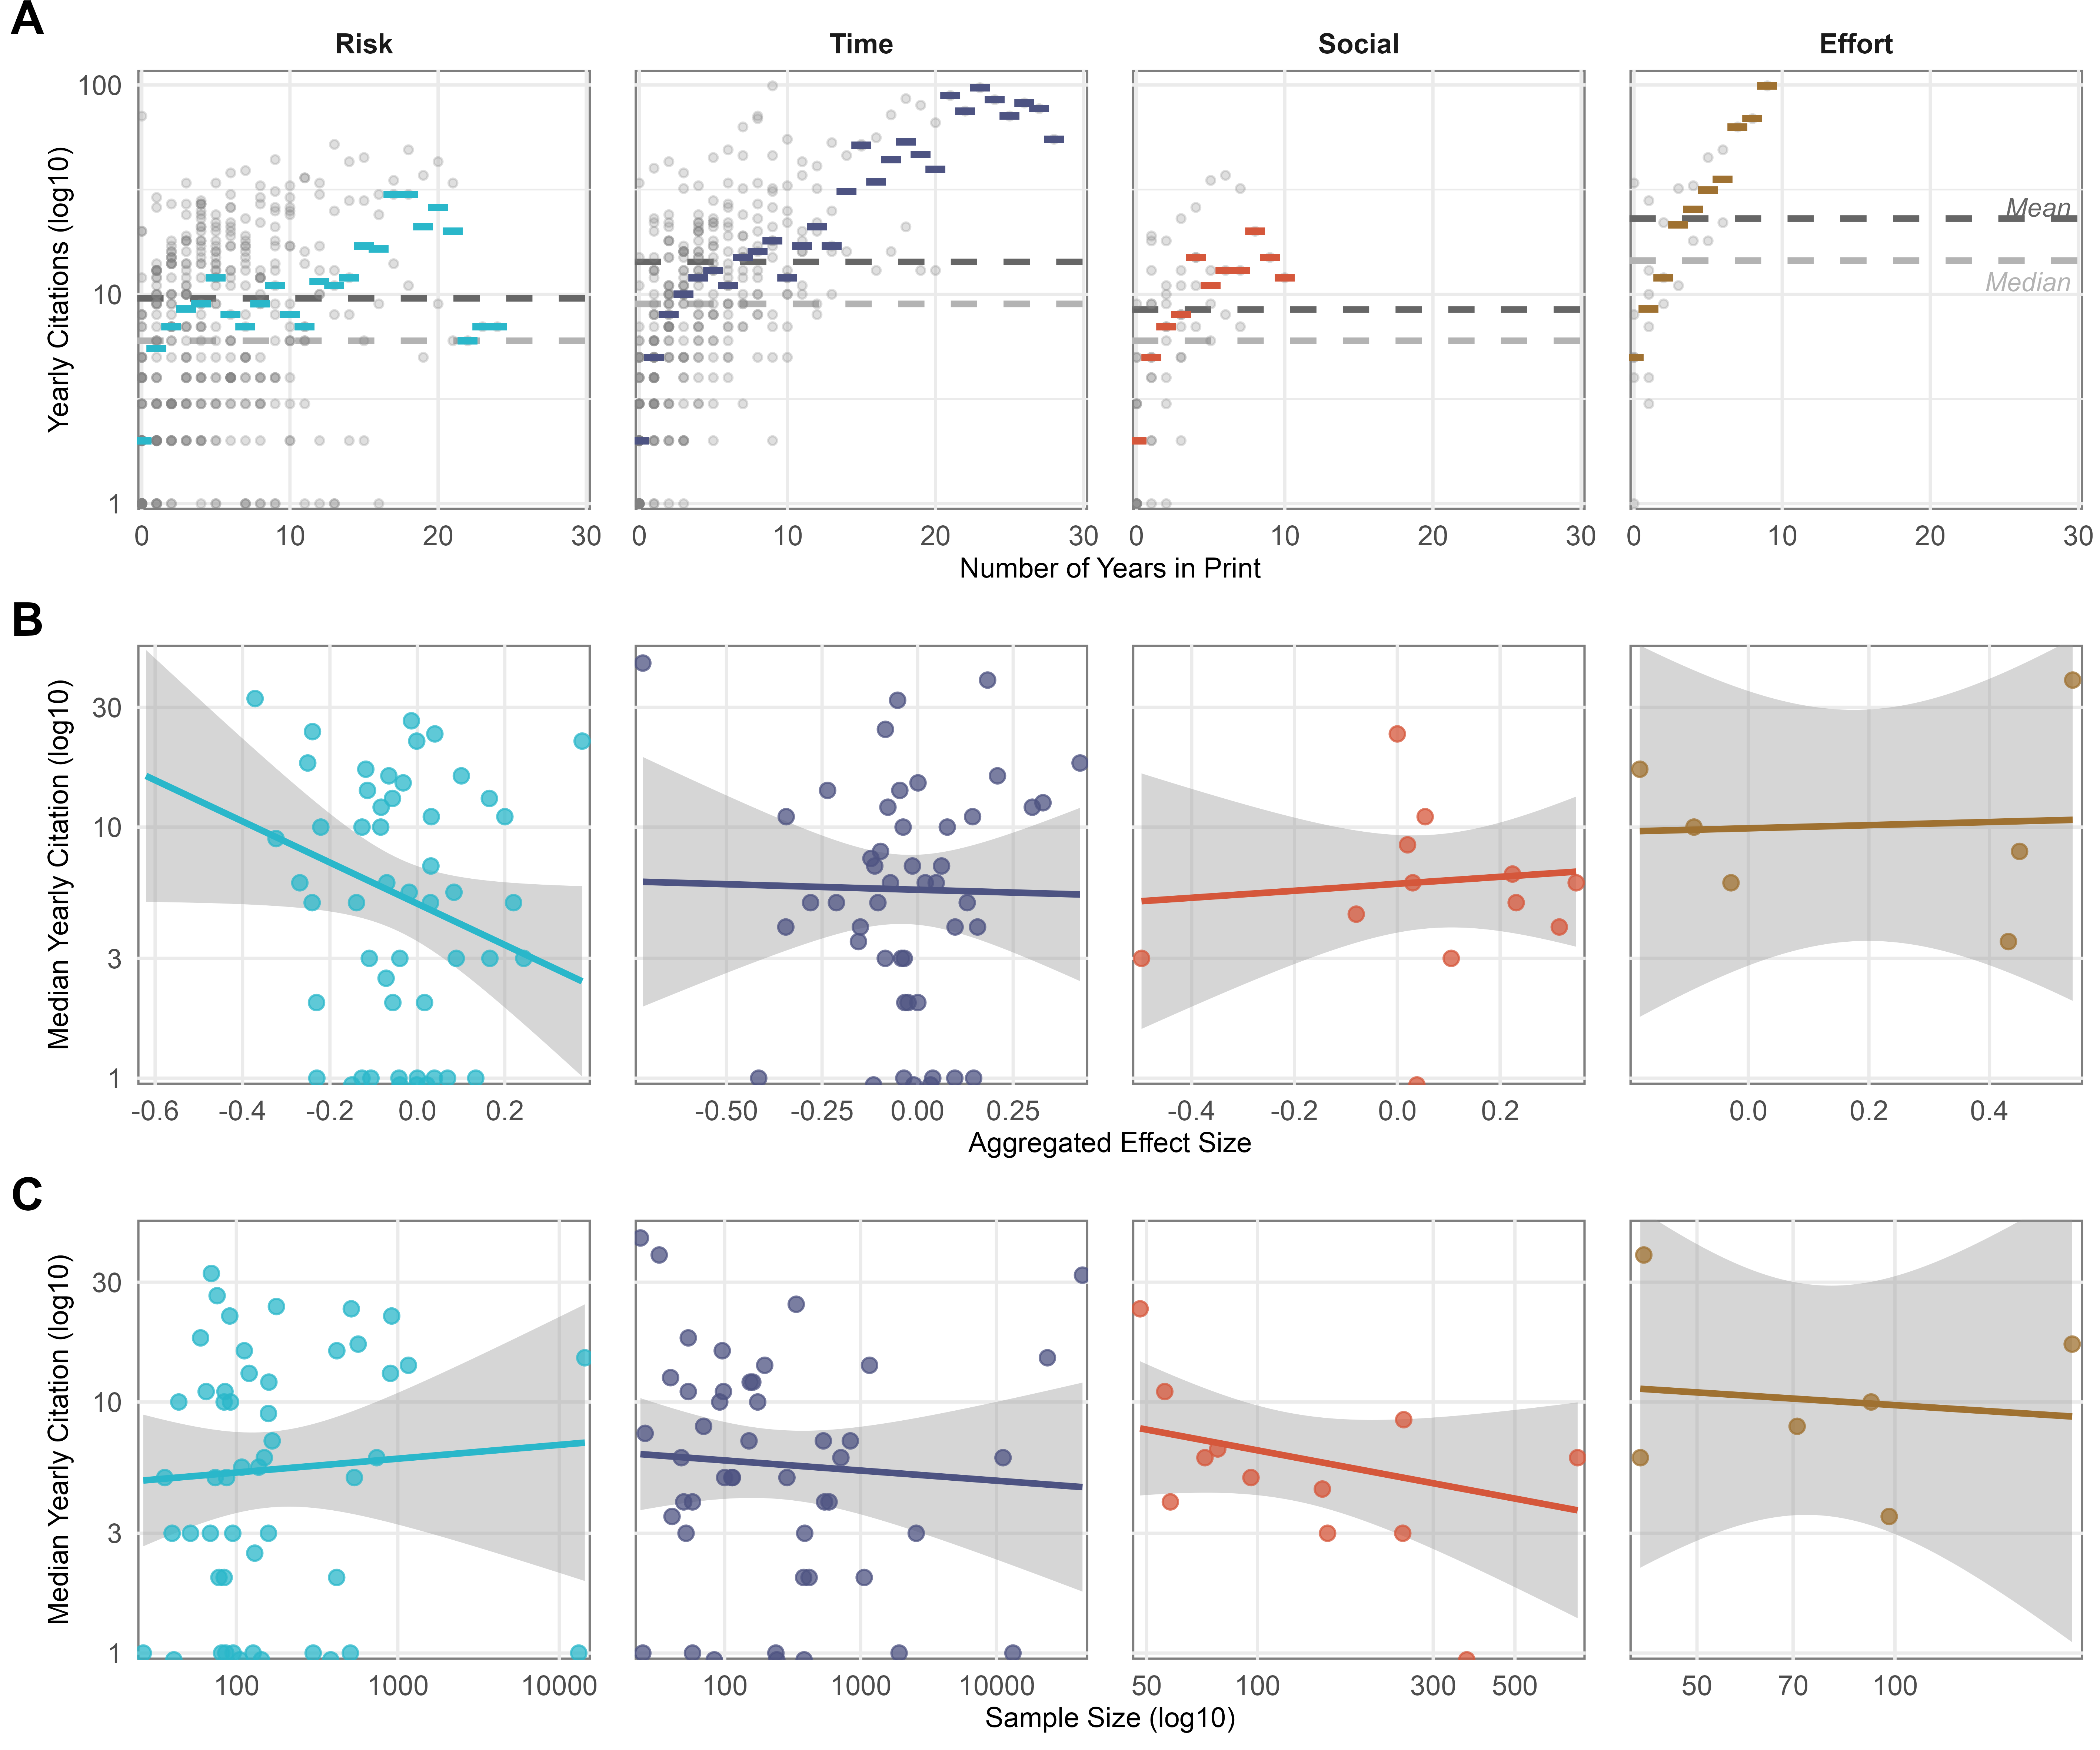 A
Risk Time Social Effort
Yearly Citations (log10)
100
10
1
Mean
Median
0 10 20 30 0 10 20 30 0 10 20 30 0 10 20 30
Number of Years in Print
B
Median Yearly Citation (log10)
30
10
3
1
-0.6 -0.4 -0.2 0.0 0.2 -0.50 -0.25 0.00 0.25 -0.4 -0.2 0.0 0.2 0.0 0.2 0.4
Aggregated Effect Size
C
Median Yearly Citation (log10)
30
10
3
1
100 1000 10000 100 1000 10000 50 100 300 500 50 70 100
Sample Size (log10)